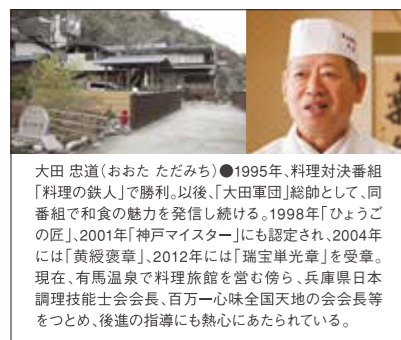 大田 忠道（おおた ただみち）●1995年、料理対決番組
「料理の鉄人」で勝利。以後、「大田軍団」総帥として、同
番組で和食の魅力を発信し続ける。1998年「ひょうご
の匠」、2001年「神戸マイスター」にも認定され、2004年
には「黄綬褒章」、2012年には「瑞宝単光章」を受章。
現在、有馬温泉で料理旅館を営む傍ら、兵庫県日本
調理技能士会会長、百万一心味全国天地の会会長等
をつとめ、後進の指導にも熱心にあたられている。